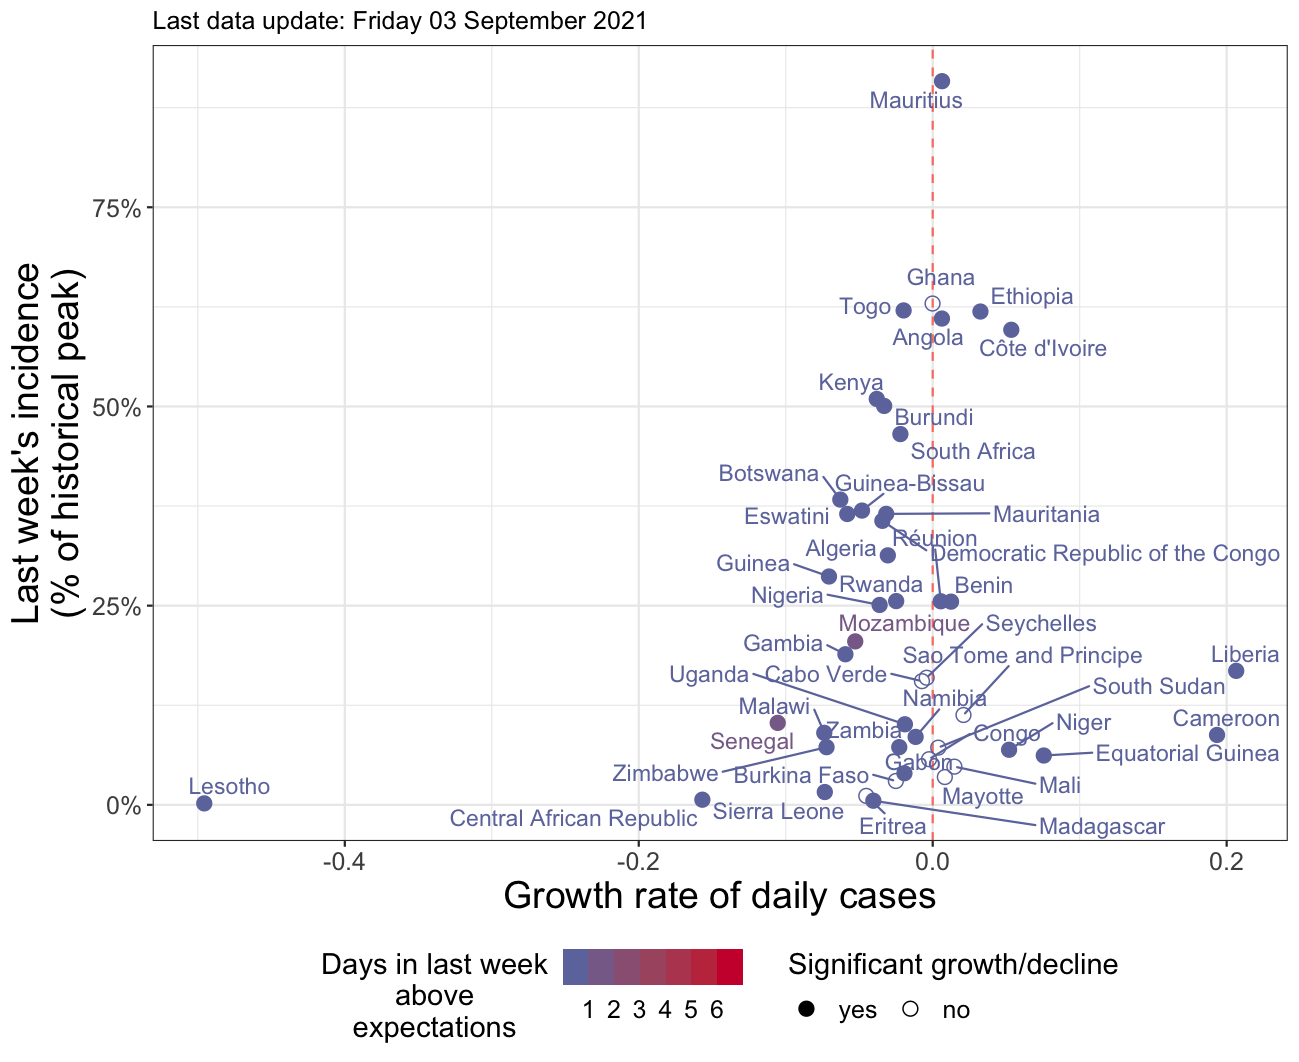 Last data update: Friday 03 September 2021
Last week's incidence
(% of historical peak)
75%
50%
25%
0%
Mauritius
Ghana
Ethiopia
Togo
Angola
Côte d'Ivoire
Kenya
Burundi
South Africa
Botswana
Guinea-Bissau
Eswatini
Mauritania
Réunion
Algeria
Democratic Republic of the Congo
Guinea
Rwanda
Benin
Nigeria
Mozambique
Seychelles
Gambia
Sao Tome and Principe
Liberia
Uganda
Cabo Verde
South Sudan
Namibia
Malawi
Cameroon
Niger
Zambia
Congo
Senegal
Equatorial Guinea
Gabon
Zimbabwe
Burkina Faso
Lesotho
Mali
Mayotte
Sierra Leone
Central African Republic
Eritrea
Madagascar
-0.4
-0.2
0.0
0.2
Growth rate of daily cases
Days in last week
above
expectations
1 2 3 4 5 6
Significant growth/decline
yes
no